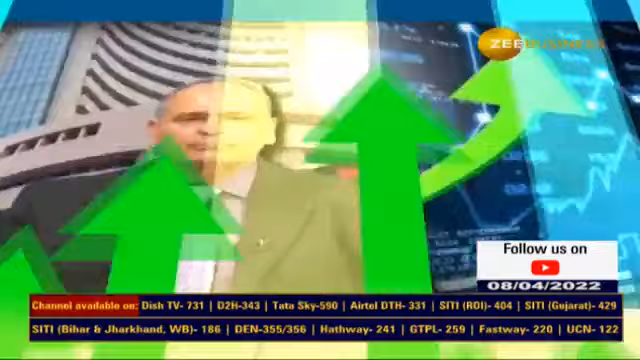 ZEEBUSINESS
Follow us on
08/04/2022
Channel available on: Dish TV- 731 | D2H-343 | Tata Sky-590 | Airtel DTH- 331 | SITI (ROI)- 404 | SITI (Gujarat)- 429
SITI (Bihar & Jharkhand, WB)- 186 | DEN-355/356 | Hathway- 241 | GTPL- 259 | Fastway- 220 | UCN- 122